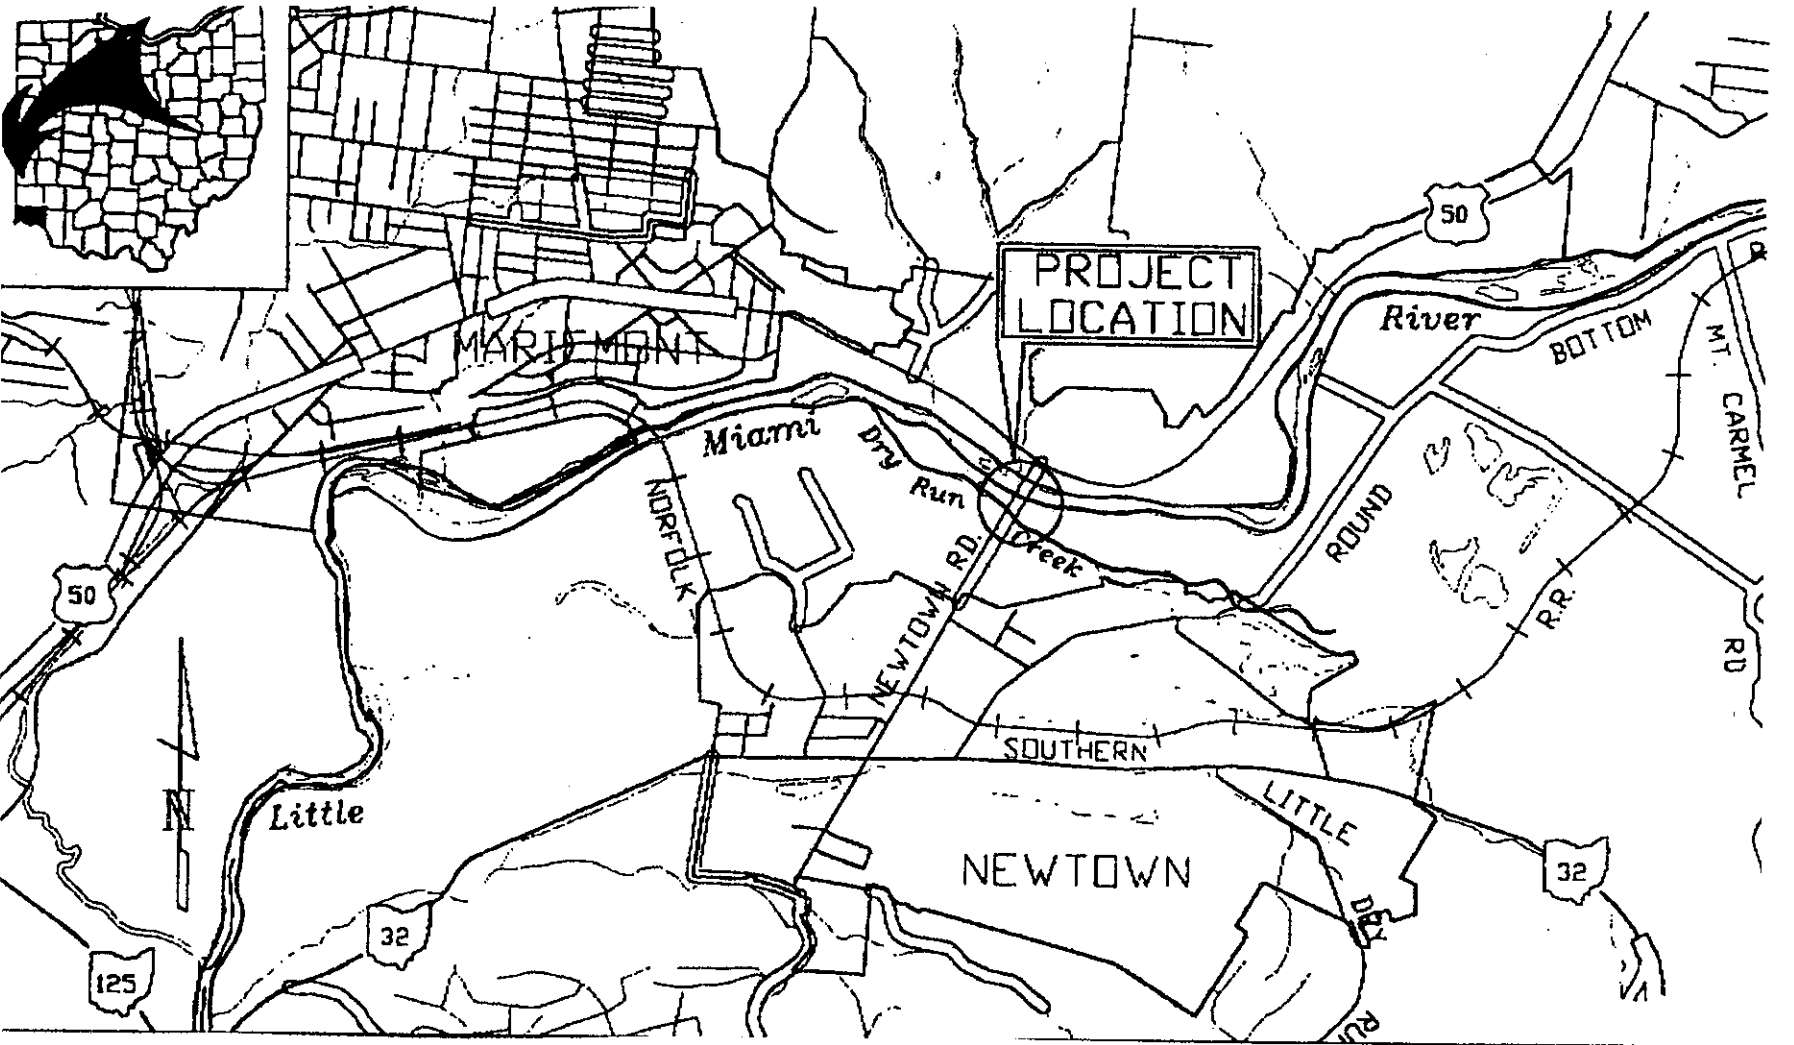 50
PROJECT
LOCATION
River
BOTTOM
MT.
CARMEL
RD
MARIEMONT
Miami
Dry
Run
Creek
NORFOLK
NEWTOWN RD.
ROUND
R.R.
50
N
Little
SOUTHERN
LITTLE
DRY
RUN
NEWTOWN
32
32
125